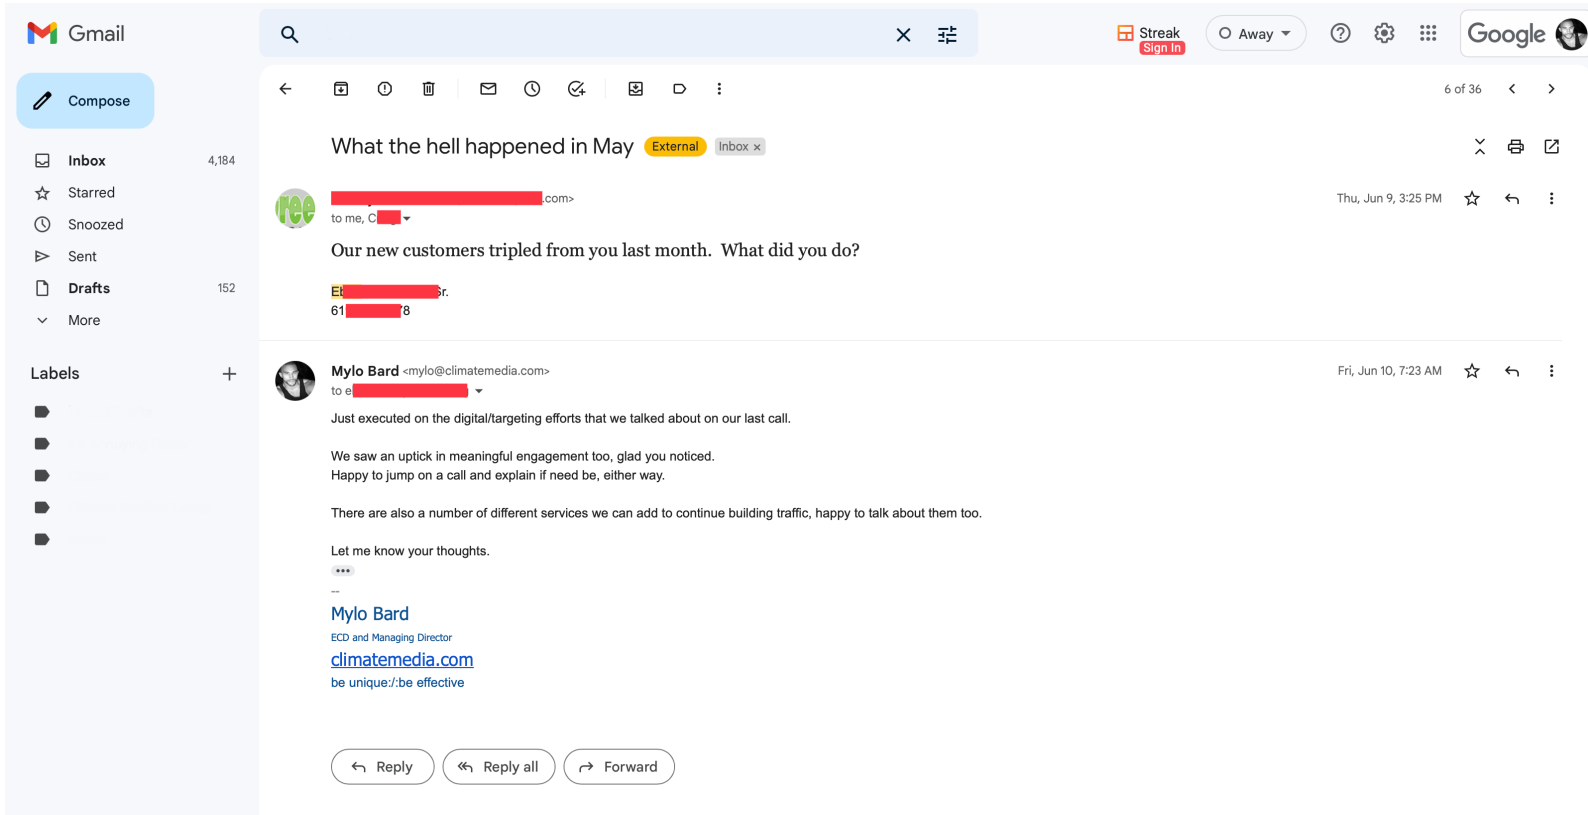 Gmail
Streak
Sign In
Away
Google
Compose
6 of 36
Inbox 4,184
Starred
Snoozed
Sent
Drafts 152
More
Labels
What the hell happened in May External Inbox ×
ree
.com> Thu, Jun 9, 3:25 PM
to me, C
Our new customers tripled from you last month. What did you do?
Sr.
61 8
Mylo Bard <mylo@climatemedia.com> Fri, Jun 10, 7:23 AM
to e
Just executed on the digital/targeting efforts that we talked about on our last call.
We saw an uptick in meaningful engagement too, glad you noticed.
Happy to jump on a call and explain if need be, either way.
There are also a number of different services we can add to continue building traffic, happy to talk about them too.
Let me know your thoughts.
--
Mylo Bard
ECD and Managing Director
climatemedia.com
be unique:/:be effective
Reply Reply all Forward